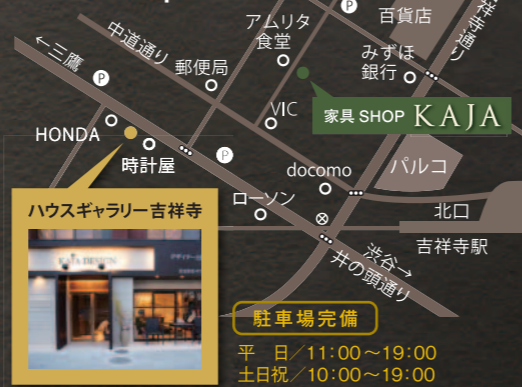 アムリタ
食堂
百貨店
吉祥寺通り
中道通り
←三鷹
郵便局
みずほ
銀行
P
P
P
VIC
家具 SHOP KAJA
HONDA
時計屋
docomo
パルコ
ローソン
北口
吉祥寺駅
渋谷→
井の頭通り
ハウスギャラリー吉祥寺
KAJA DESIGN
駐車場完備
平　日／11：00〜19：00
土日祝／10：00〜19：00